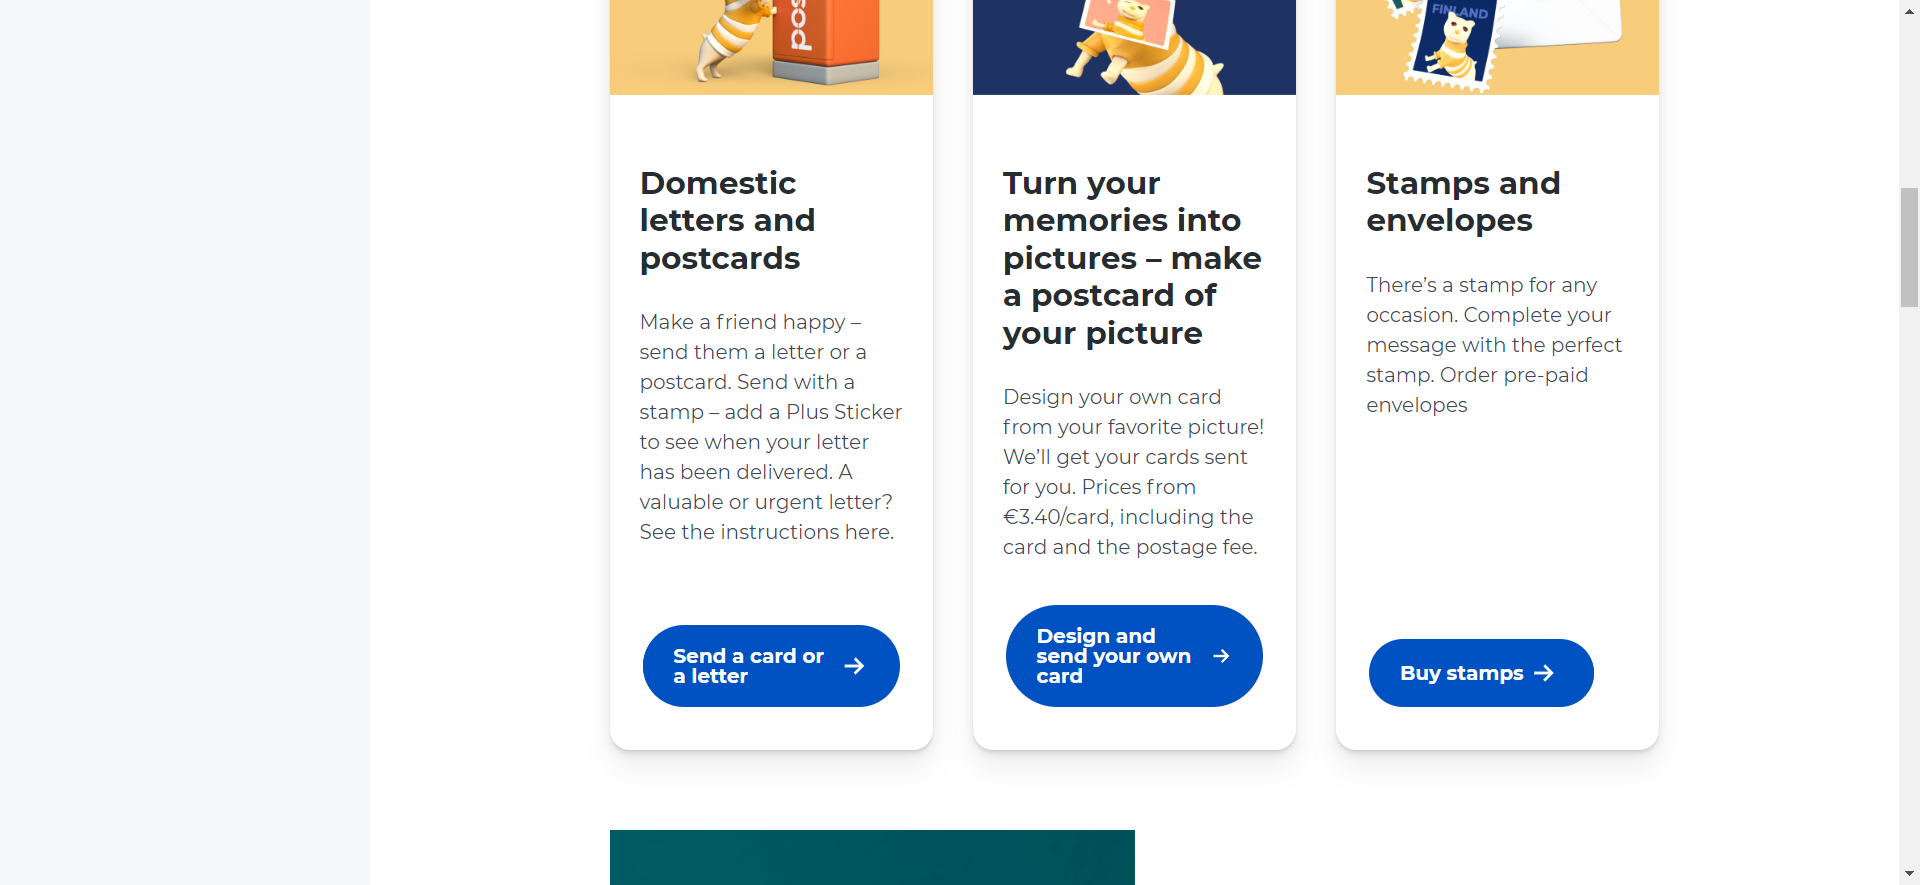 pos
FINLAND
Domestic
letters and
postcards
Make a friend happy –
send them a letter or a
postcard. Send with a
stamp – add a Plus Sticker
to see when your letter
has been delivered. A
valuable or urgent letter?
See the instructions here.
Send a card or
a letter
Turn your
memories into
pictures – make
a postcard of
your picture
Design your own card
from your favorite picture!
We’ll get your cards sent
for you. Prices from
€3.40/card, including the
card and the postage fee.
Design and
send your own
card
Stamps and
envelopes
There’s a stamp for any
occasion. Complete your
message with the perfect
stamp. Order pre-paid
envelopes
Buy stamps